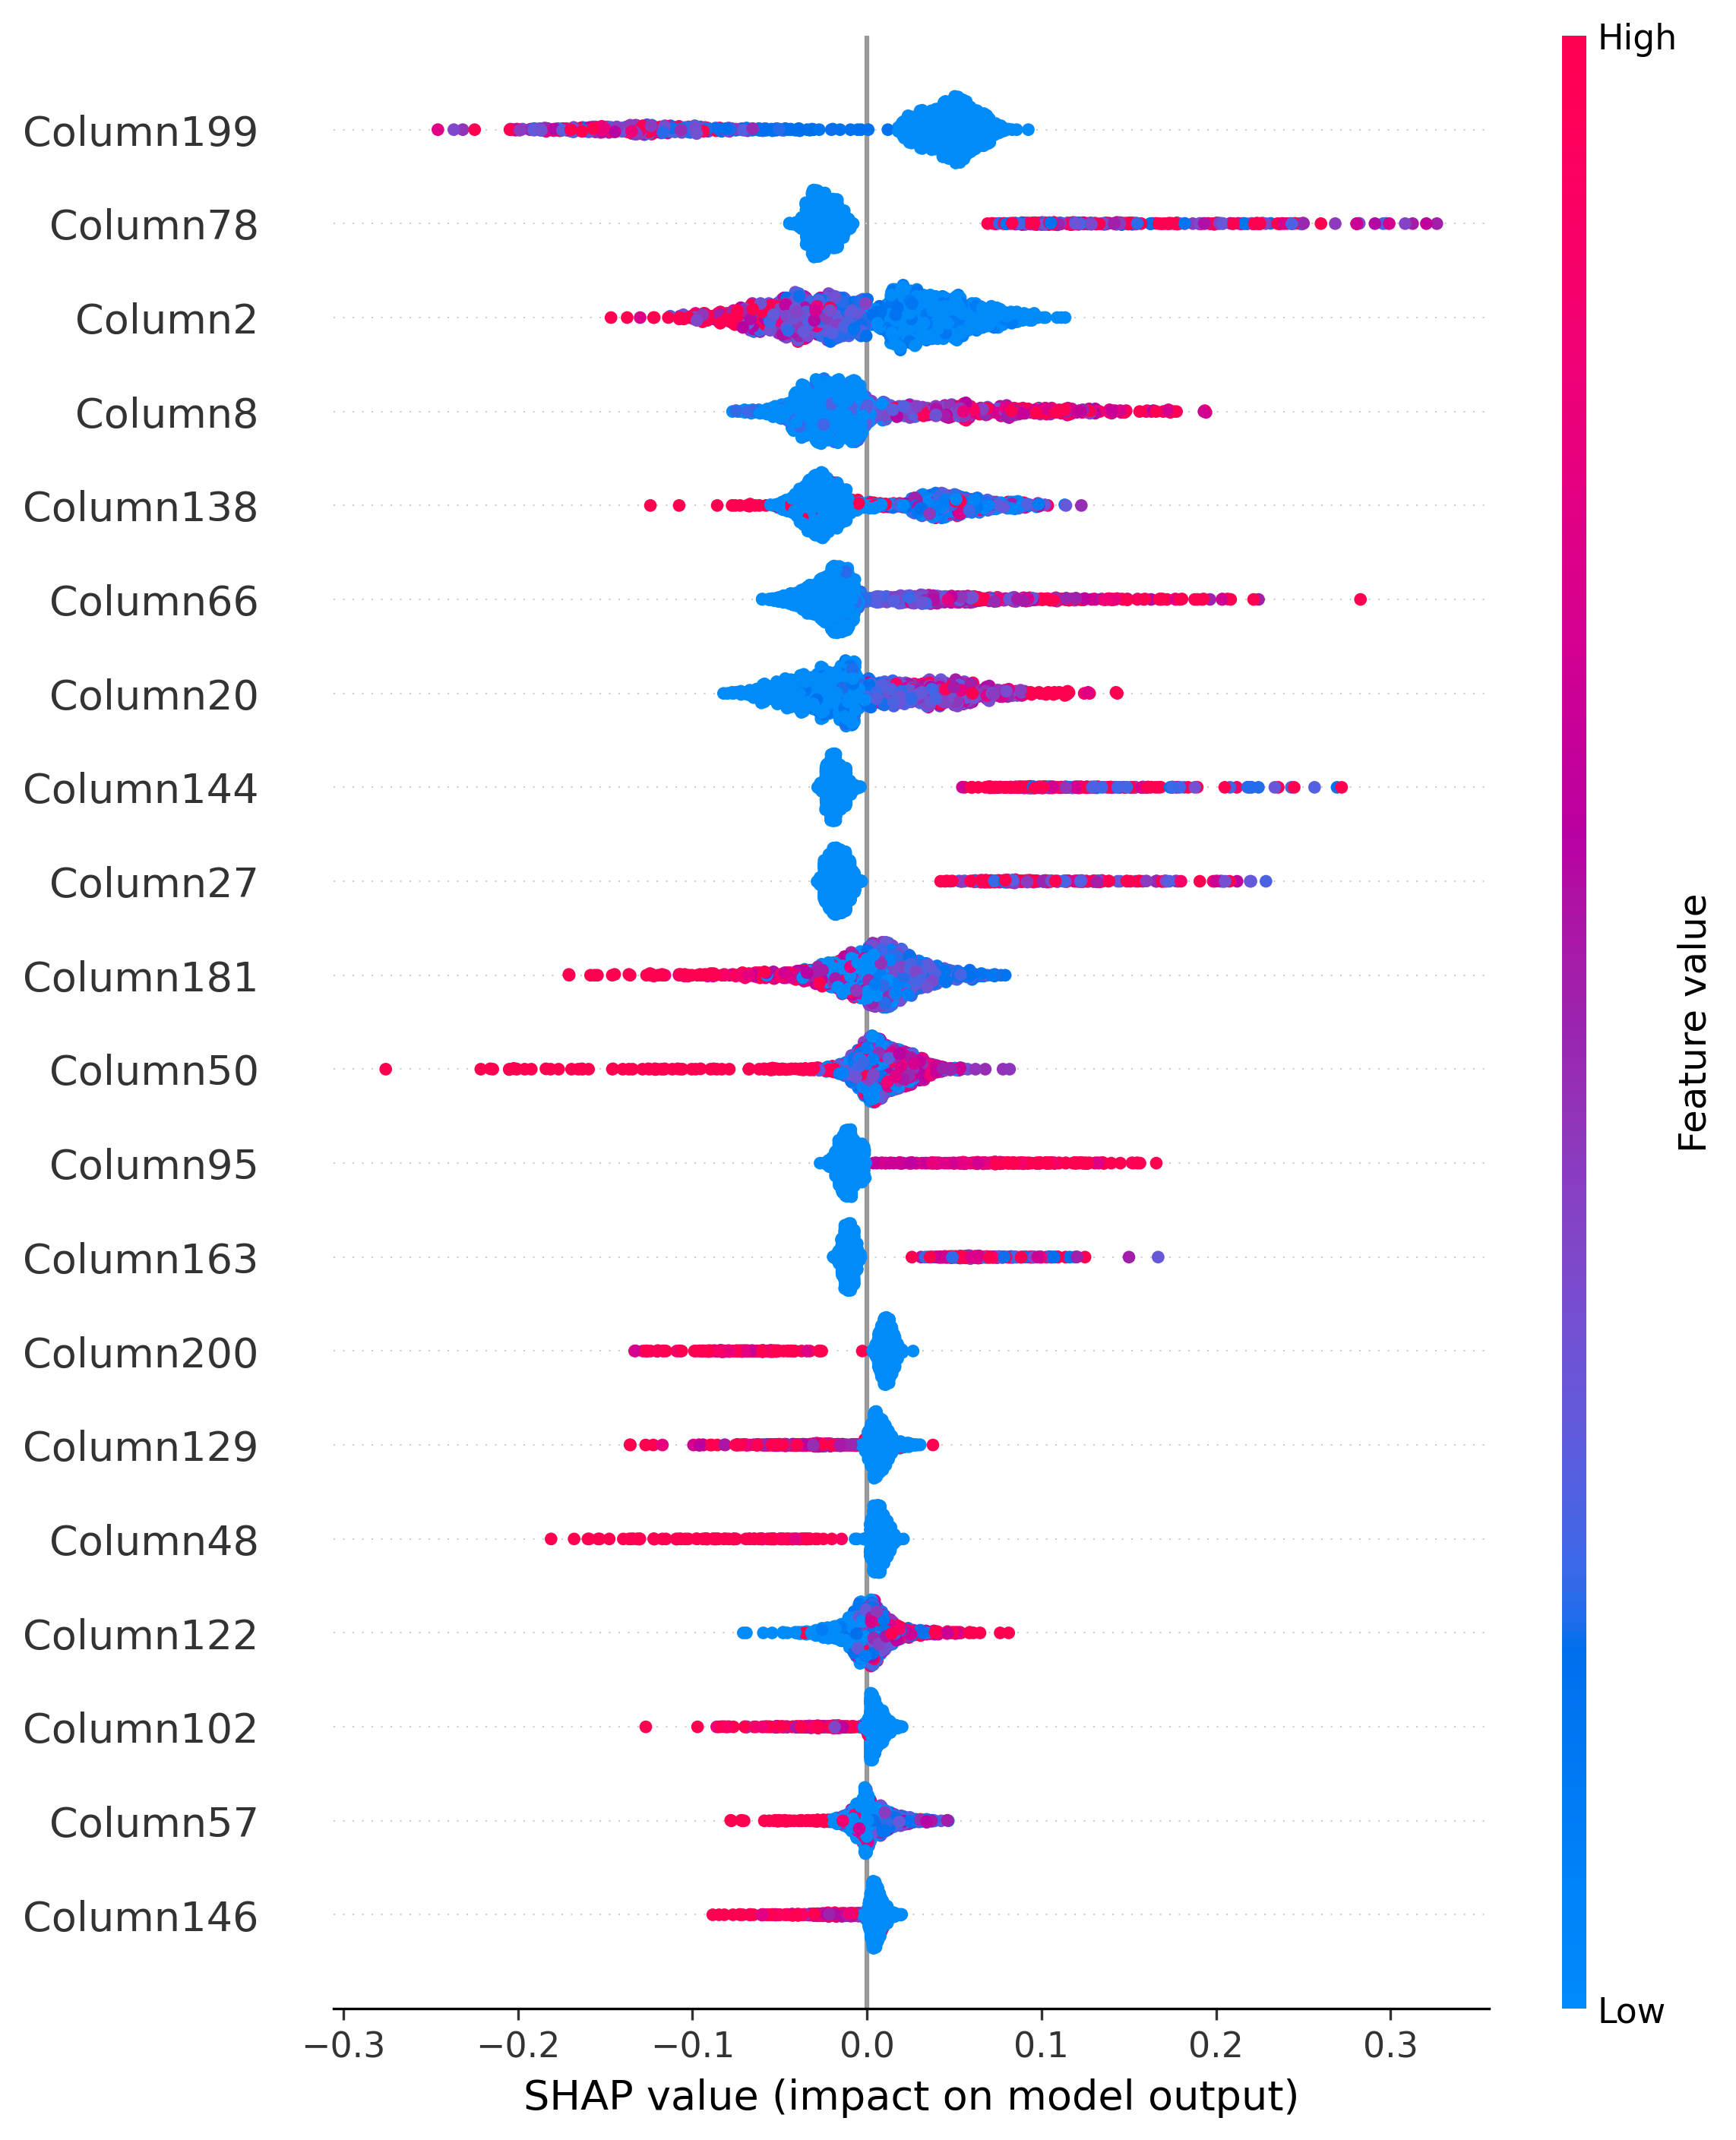 High
Column199
Column78
Column2
Column8
Column138
Column66
Column20
Column144
Column27
Column181
Column50
Column95
Column163
Column200
Column129
Column48
Column122
Column102
Column57
Column146
Feature value
Low
−0.3 −0.2 −0.1 0.0 0.1 0.2 0.3
SHAP value (impact on model output)